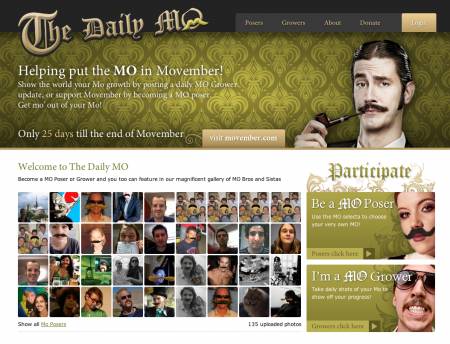 The Daily MO
Posers Growers About Donate Login
Helping put the MO in Movember!
Show the world your Mo growth by posting a daily MO Grower
update, or support Movember by becoming a MO poser
Get mo' out of your Mo!
Only 25 days till the end of Movember
visit movember.com
Welcome to The Daily MO
Become a MO Poser or Grower and you too can feature in our magnificent gallery of MO Bros and Sistas
Show all Mo Posers
135 uploaded photos
Participate
Be a MO Poser
Use the MO selecta to choose
your very own MO!
Posers click here
I'm a MO Grower
Take daily shots of your Mo to
show off your progress!
Growers click here